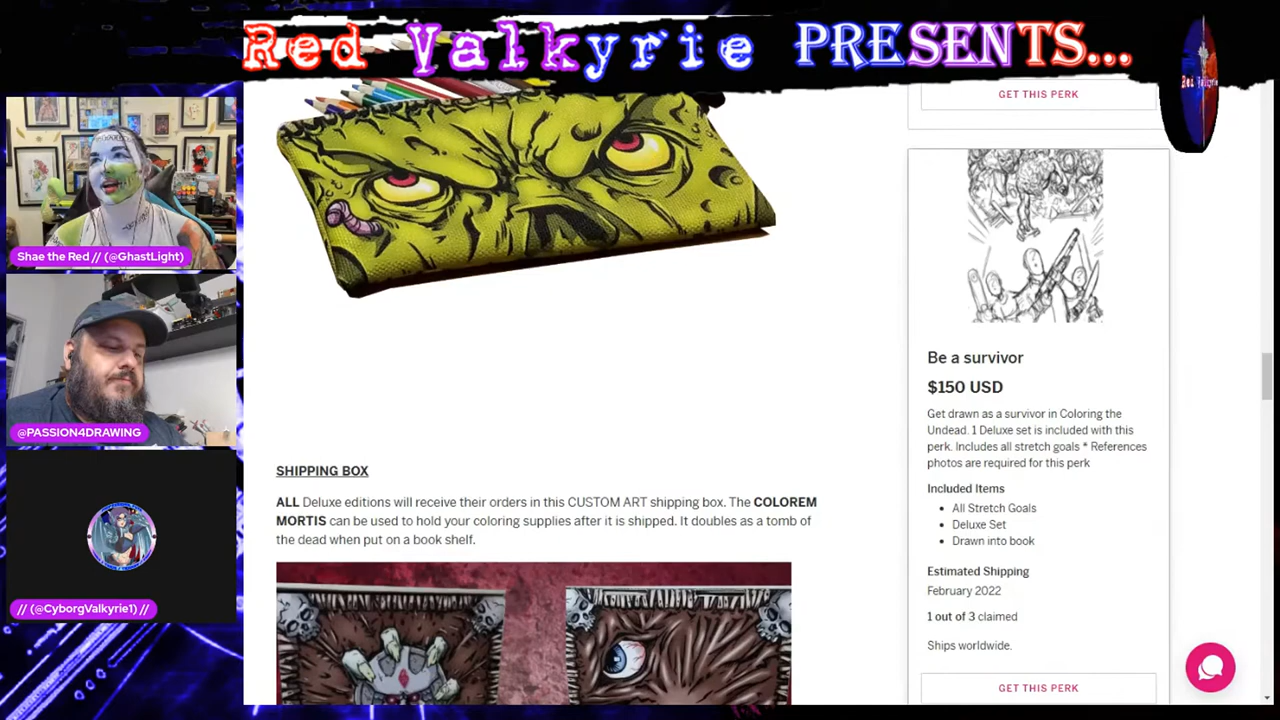 Red Valkyrie PRESENTS...
Red Valkyrie
Shae the Red // (@GhastLight)
@PASSION4DRAWING
// (@CyborgValkyrie1) //
SHIPPING BOX
ALL Deluxe editions will receive their orders in this CUSTOM ART shipping box. The COLOREM
MORTIS can be used to hold your coloring supplies after it is shipped. It doubles as a tomb of
the dead when put on a book shelf.
GET THIS PERK
Be a survivor
$150 USD
Get drawn as a survivor in Coloring the
Undead. 1 Deluxe set is included with this
perk. Includes all stretch goals * References
photos are required for this perk
Included Items
All Stretch Goals
Deluxe Set
Drawn into book
Estimated Shipping
February 2022
1 out of 3 claimed
Ships worldwide.
GET THIS PERK